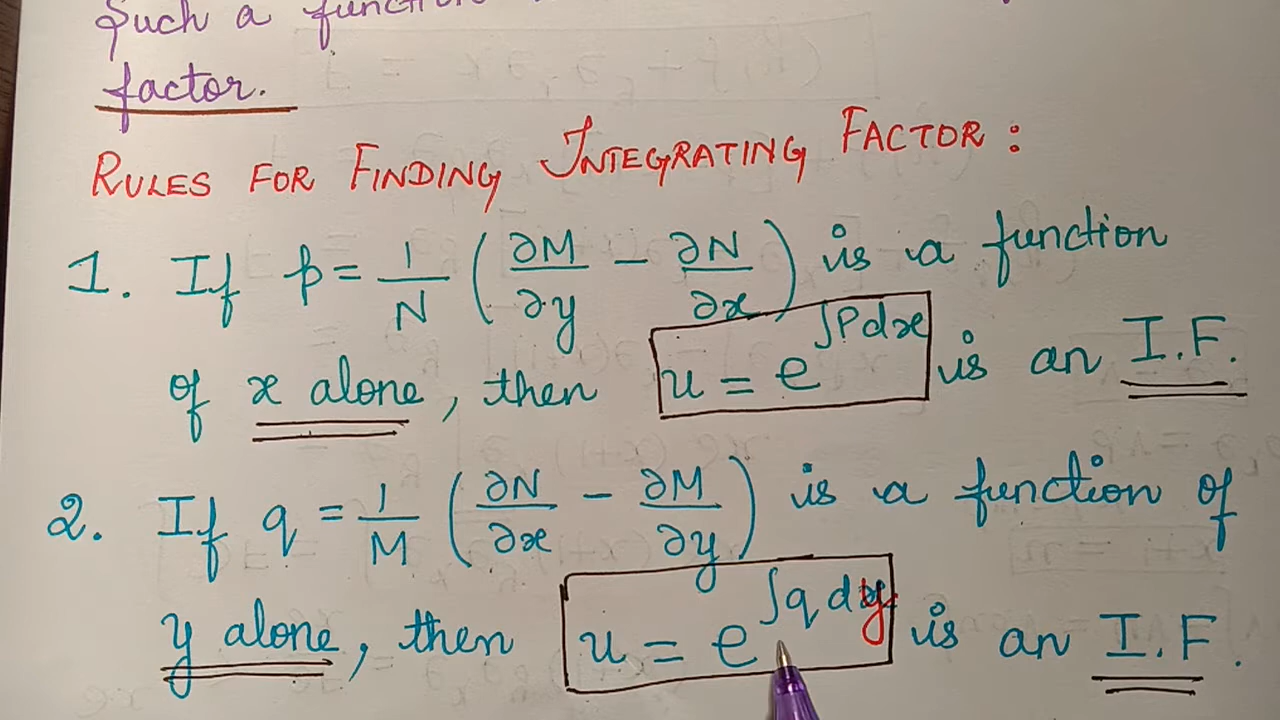 Such a function
factor.
RULES FOR FINDING INTEGRATING FACTOR :
1. If p = 1/N (∂M/∂y − ∂N/∂x) is a function
of x alone, then u = e^∫Pdx is an I.F.
2. If q = 1/M (∂N/∂x − ∂M/∂y) is a function of
y alone, then u = e^∫q dy is an I.F.